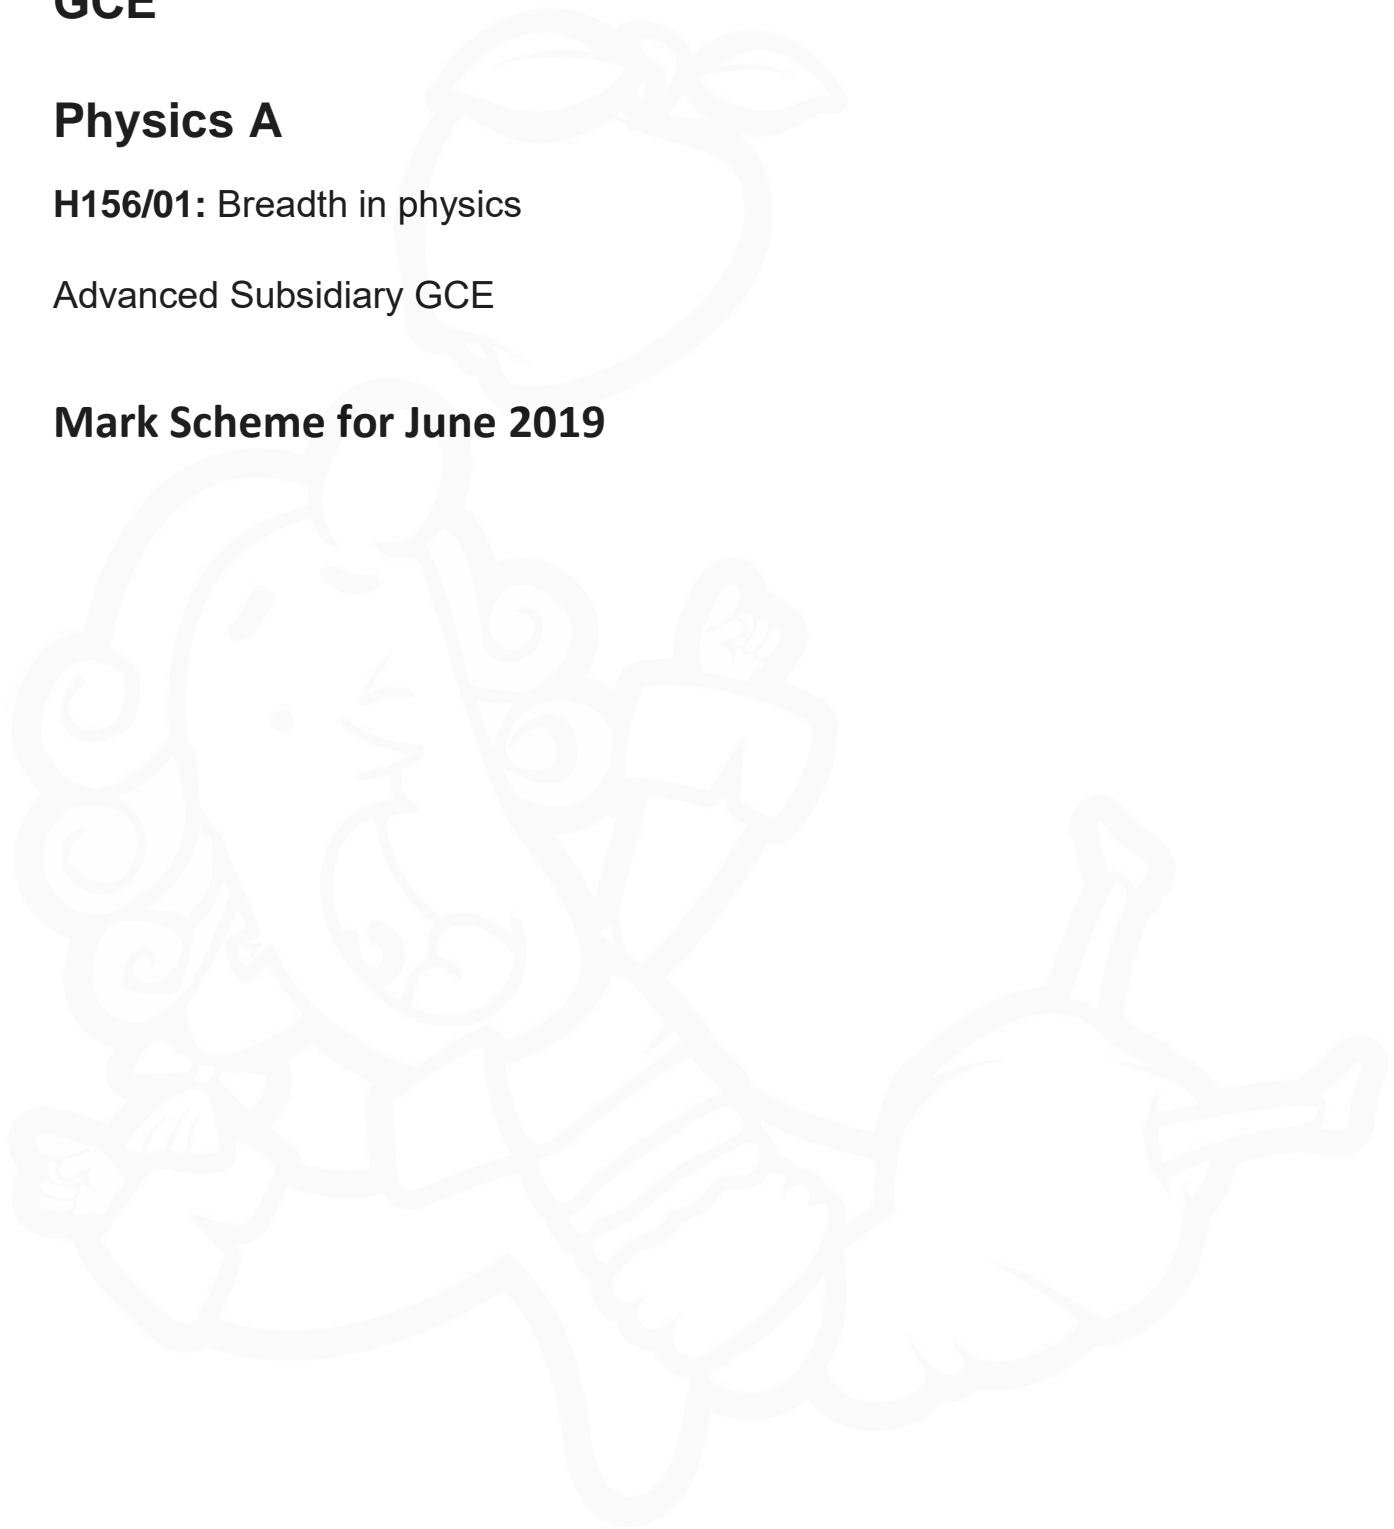 GCE
Physics A
H156/01: Breadth in physics
Advanced Subsidiary GCE
Mark Scheme for June 2019